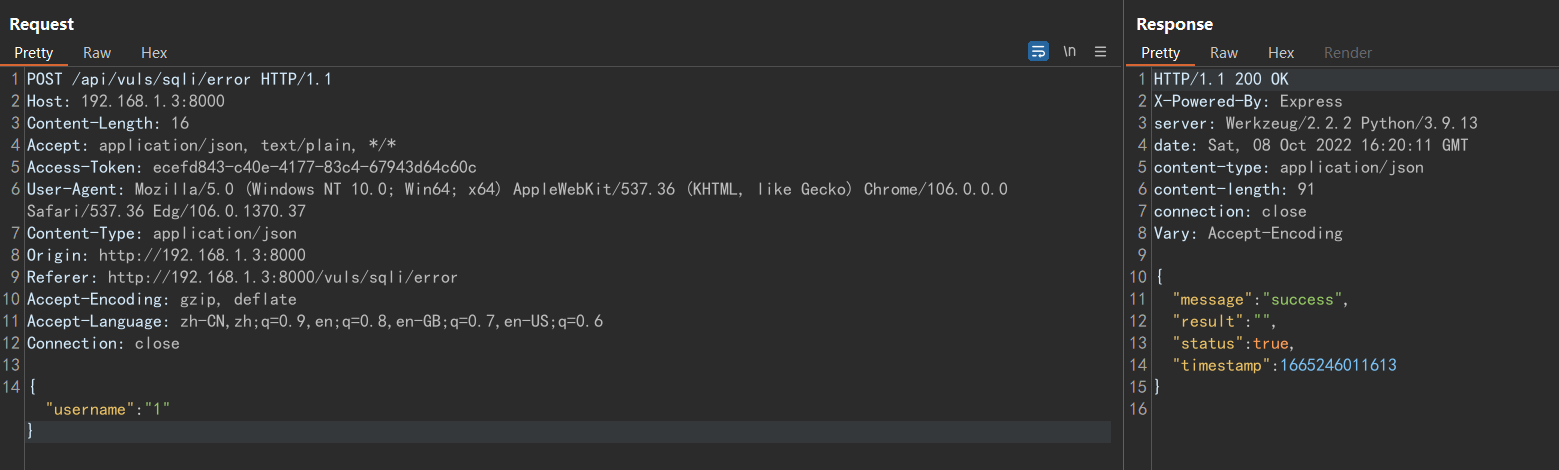 Request
Pretty Raw Hex
\n
1 POST /api/vuls/sqli/error HTTP/1.1
2 Host: 192.168.1.3:8000
3 Content-Length: 16
4 Accept: application/json, text/plain, */*
5 Access-Token: ecefd843-c40e-4177-83c4-67943d64c60c
6 User-Agent: Mozilla/5.0 (Windows NT 10.0; Win64; x64) AppleWebKit/537.36 (KHTML, like Gecko) Chrome/106.0.0.0
Safari/537.36 Edg/106.0.1370.37
7 Content-Type: application/json
8 Origin: http://192.168.1.3:8000
9 Referer: http://192.168.1.3:8000/vuls/sqli/error
10 Accept-Encoding: gzip, deflate
11 Accept-Language: zh-CN,zh;q=0.9,en;q=0.8,en-GB;q=0.7,en-US;q=0.6
12 Connection: close
13
14 {
"username":"1"
}
Response
Pretty Raw Hex Render
1 HTTP/1.1 200 OK
2 X-Powered-By: Express
3 server: Werkzeug/2.2.2 Python/3.9.13
4 date: Sat, 08 Oct 2022 16:20:11 GMT
5 content-type: application/json
6 content-length: 91
7 connection: close
8 Vary: Accept-Encoding
9
10 {
11 "message":"success",
12 "result":"",
13 "status":true,
14 "timestamp":1665246011613
15 }
16